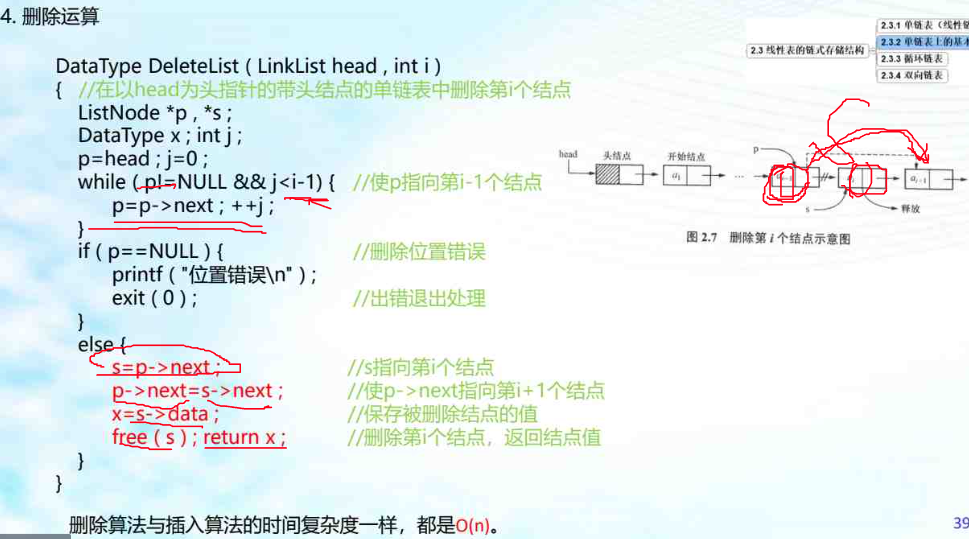 4. 删除运算
2.3 线性表的链式存储结构
2.3.1 单链表（线性链
2.3.2 单链表上的基本
2.3.3 循环链表
2.3.4 双向链表
DataType DeleteList ( LinkList head , int i )
{ //在以head为头指针的带头结点的单链表中删除第i个结点
ListNode *p , *s ;
DataType x ; int j ;
p=head ; j=0 ;
while ( p!=NULL && j<i-1) { //使p指向第i-1个结点
p=p->next ; ++j ;
}
if ( p==NULL ) { //删除位置错误
printf ( "位置错误\n" ) ;
exit ( 0 ) ; //出错退出处理
}
else {
s=p->next ; //s指向第i个结点
p->next=s->next ; //使p->next指向第i+1个结点
x=s->data ; //保存被删除结点的值
free ( s ) ; return x ; //删除第i个结点，返回结点值
}
}
head 头结点 开始结点 p
a₁ … aᵢ₊₁
s 释放
图 2.7 删除第 i 个结点示意图
删除算法与插入算法的时间复杂度一样，都是O(n)。
39